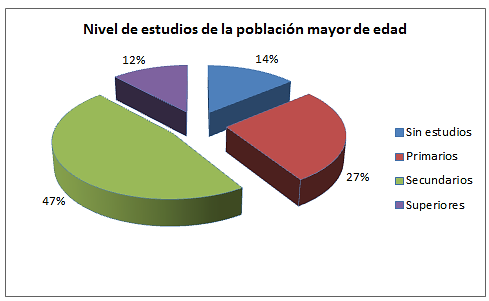 Nivel de estudios de la población mayor de edad
12%
14%
47%
27%
Sin estudios
Primarios
Secundarios
Superiores